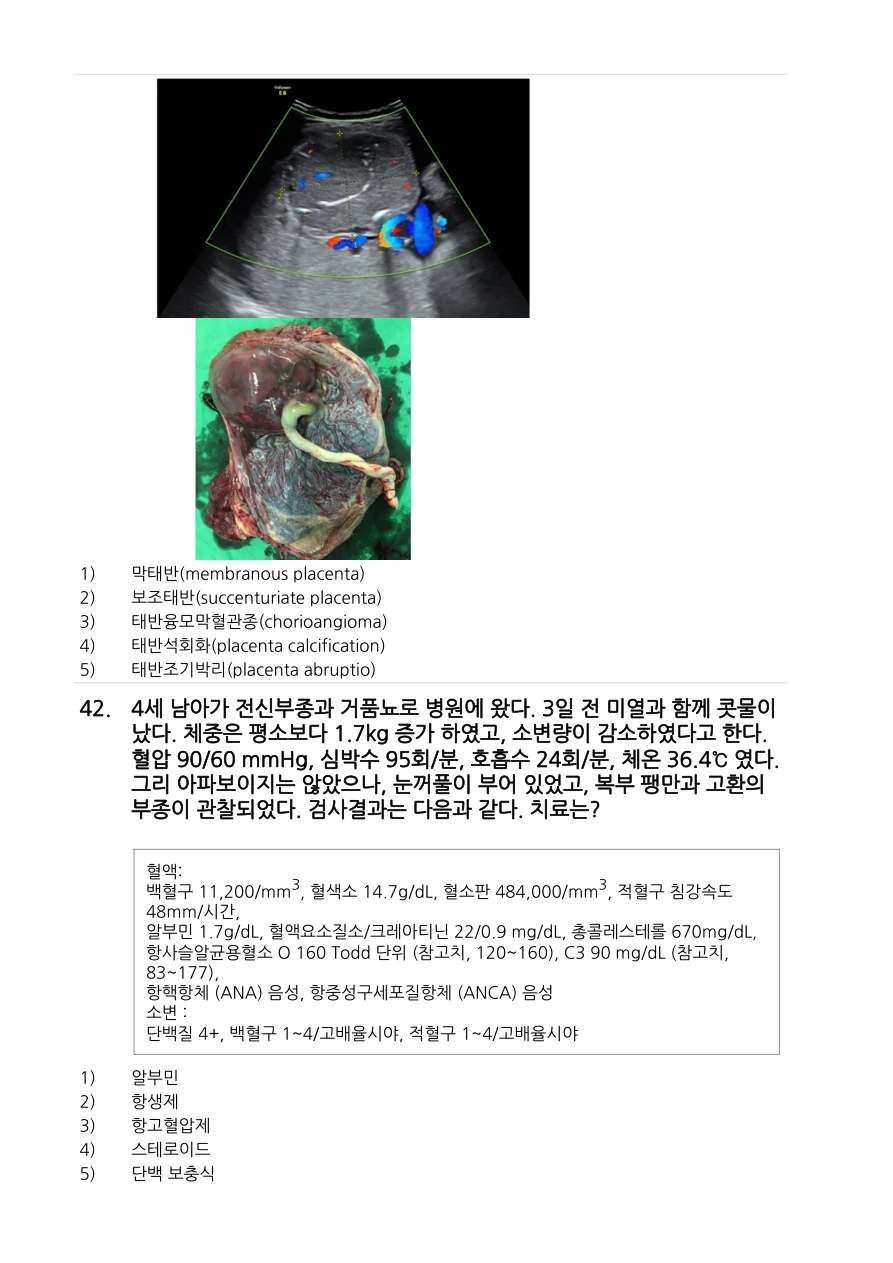 Voluson
E8
1) 막태반(membranous placenta)
2) 보조태반(succenturiate placenta)
3) 태반융모막혈관종(chorioangioma)
4) 태반석회화(placenta calcification)
5) 태반조기박리(placenta abruptio)
42. 4세 남아가 전신부종과 거품뇨로 병원에 왔다. 3일 전 미열과 함께 콧물이
났다. 체중은 평소보다 1.7kg 증가 하였고, 소변량이 감소하였다고 한다.
혈압 90/60 mmHg, 심박수 95회/분, 호흡수 24회/분, 체온 36.4℃ 였다.
그리 아파보이지는 않았으나, 눈꺼풀이 부어 있었고, 복부 팽만과 고환의
부종이 관찰되었다. 검사결과는 다음과 같다. 치료는?
혈액:
백혈구 11,200/mm3, 혈색소 14.7g/dL, 혈소판 484,000/mm3, 적혈구 침강속도
48mm/시간,
알부민 1.7g/dL, 혈액요소질소/크레아티닌 22/0.9 mg/dL, 총콜레스테롤 670mg/dL,
항사슬알균용혈소 O 160 Todd 단위 (참고치, 120~160), C3 90 mg/dL (참고치,
83~177),
항핵항체 (ANA) 음성, 항중성구세포질항체 (ANCA) 음성
소변 :
단백질 4+, 백혈구 1~4/고배율시야, 적혈구 1~4/고배율시야
1) 알부민
2) 항생제
3) 항고혈압제
4) 스테로이드
5) 단백 보충식